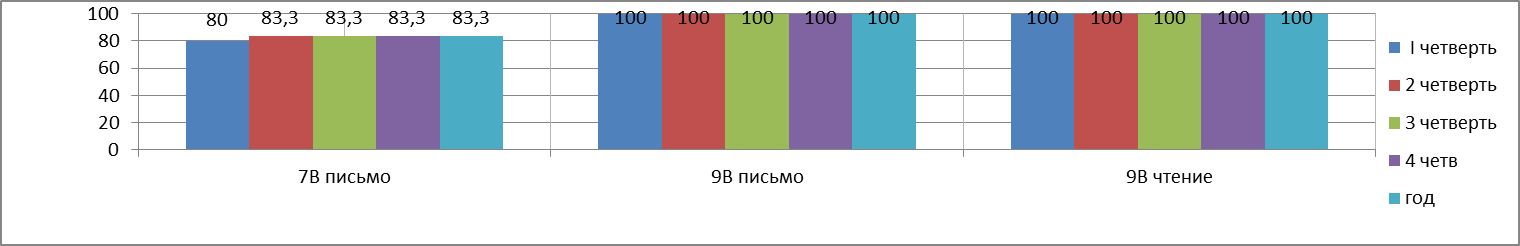 100
80
60
40
20
0
80 83,3 83,3 83,3 83,3
100 100 100 100 100
100 100 100 100 100
7В письмо
9В письмо
9В чтение
I четверть
2 четверть
3 четверть
4 четв
год